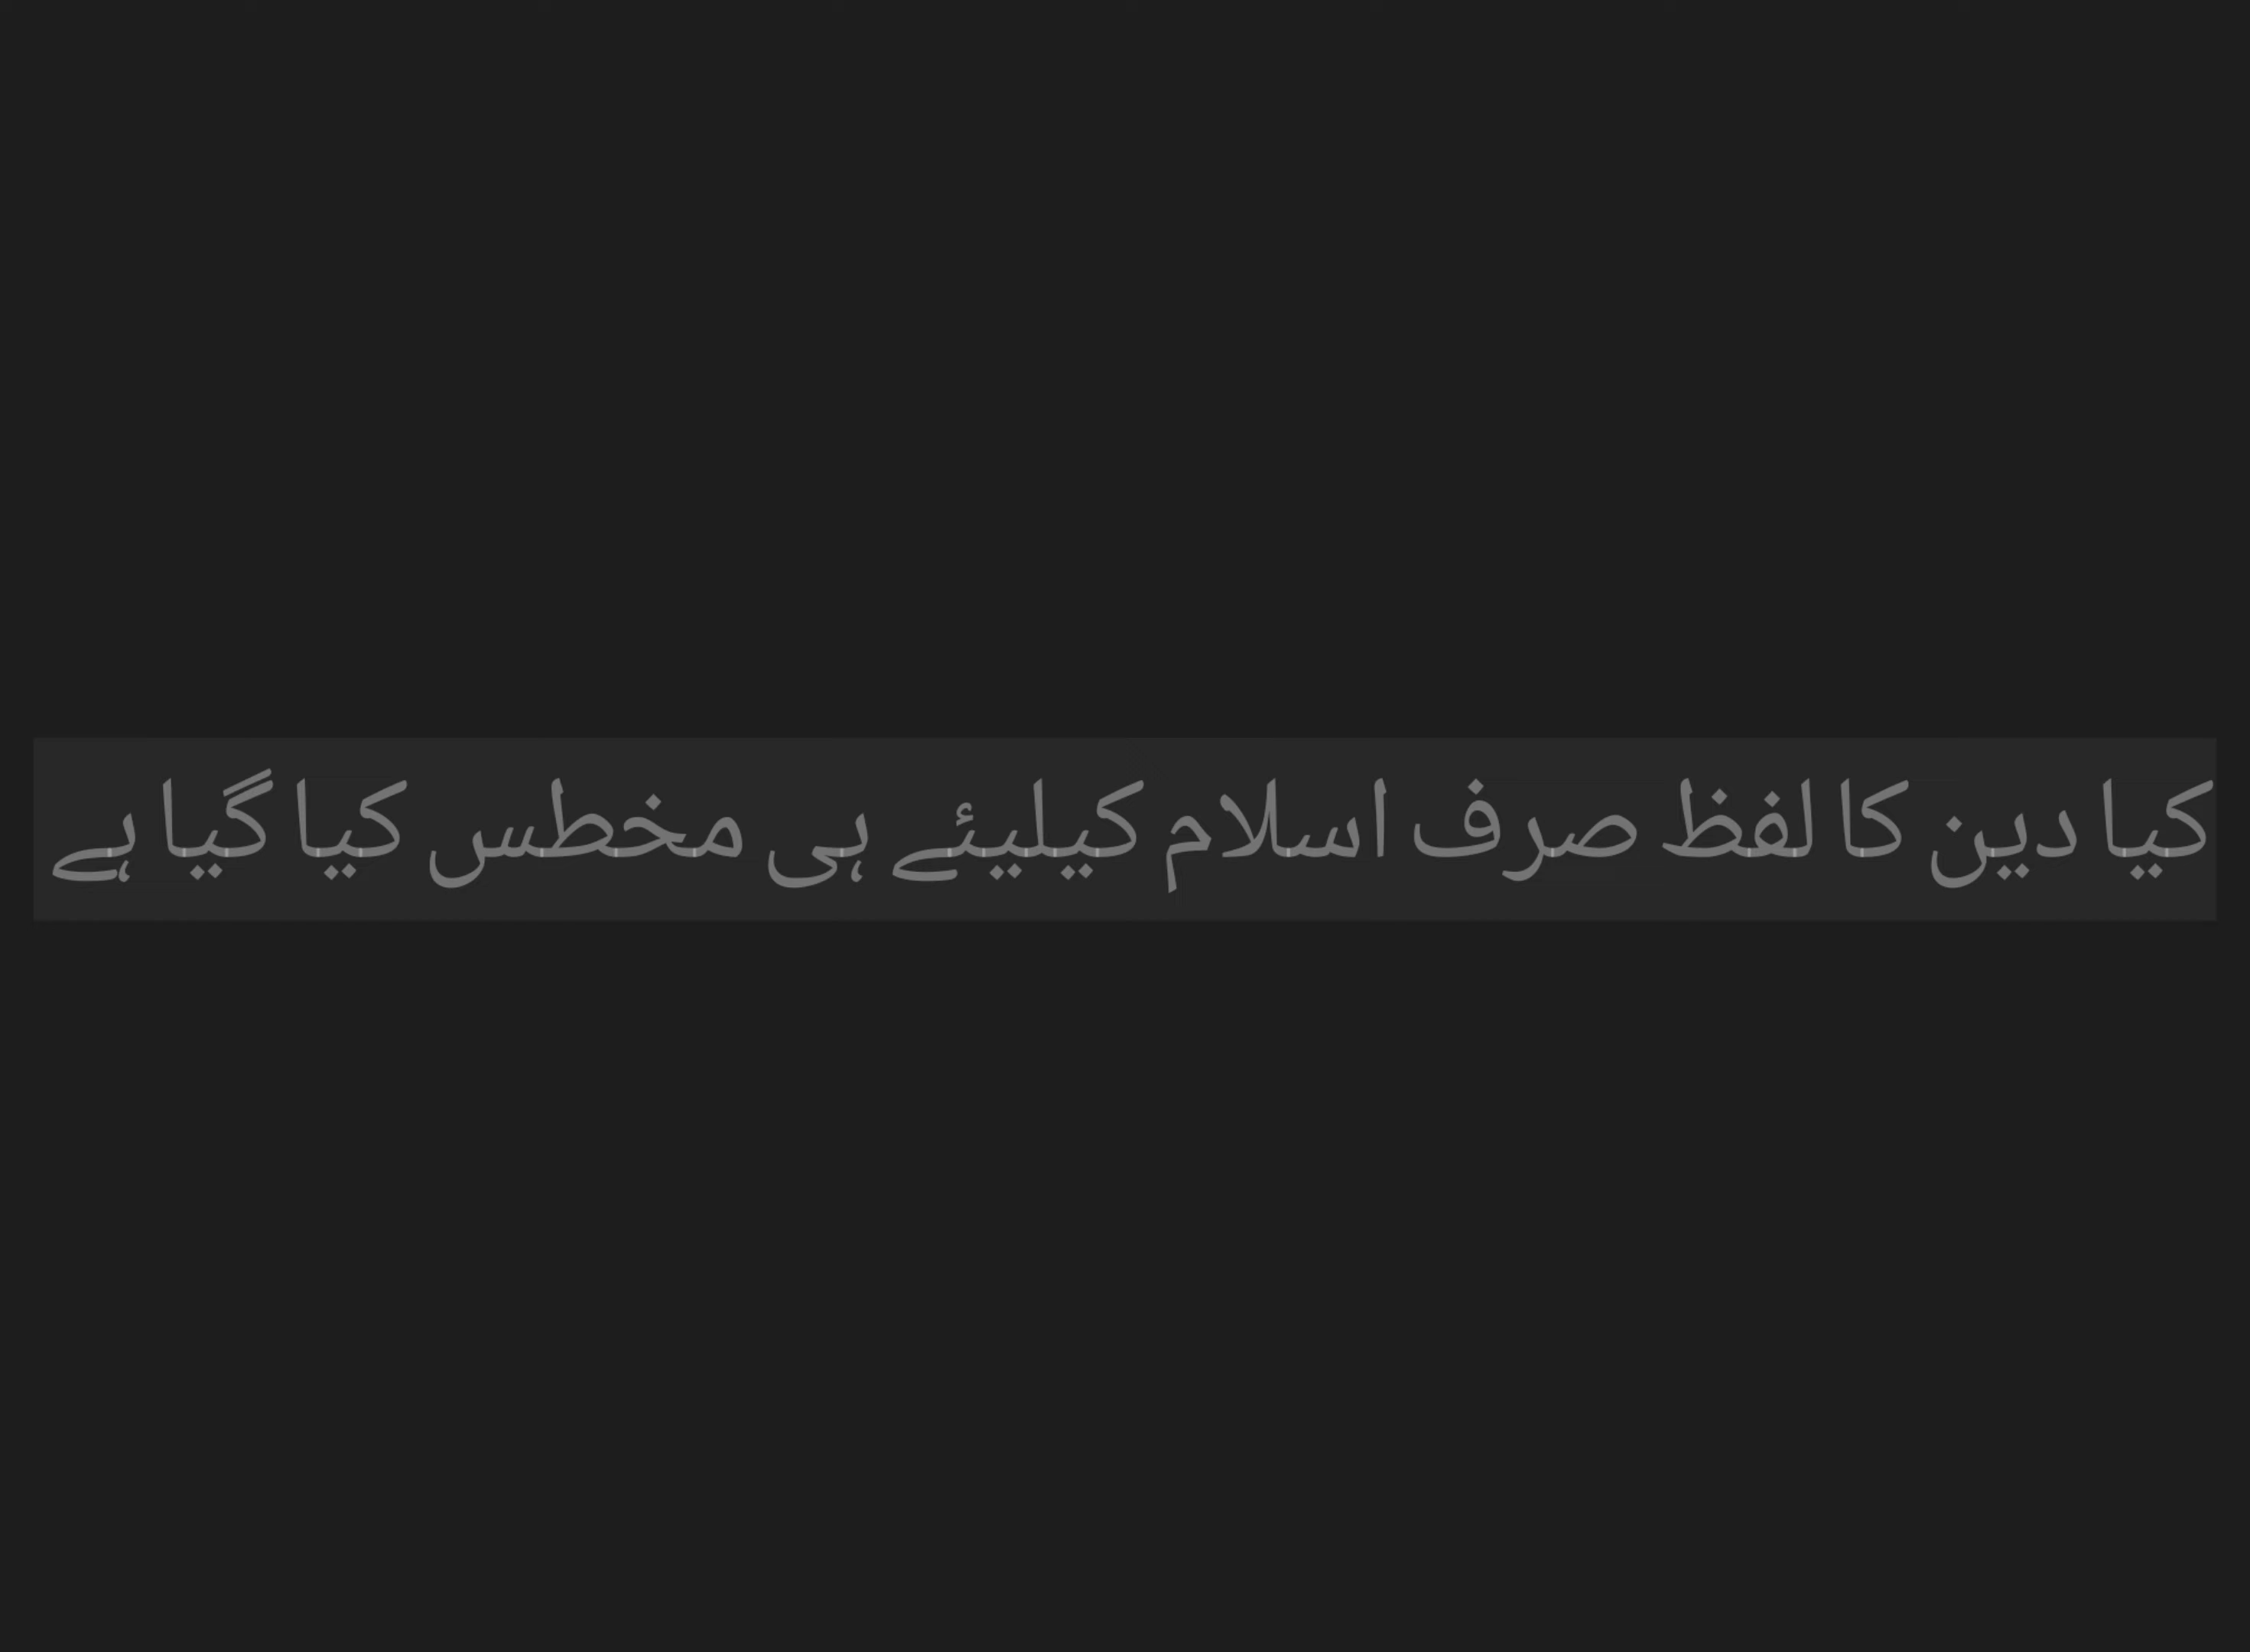 کیا دین کا لفظ صرف اسلام کیلیئے ہی مخطس کیا گیا ہے